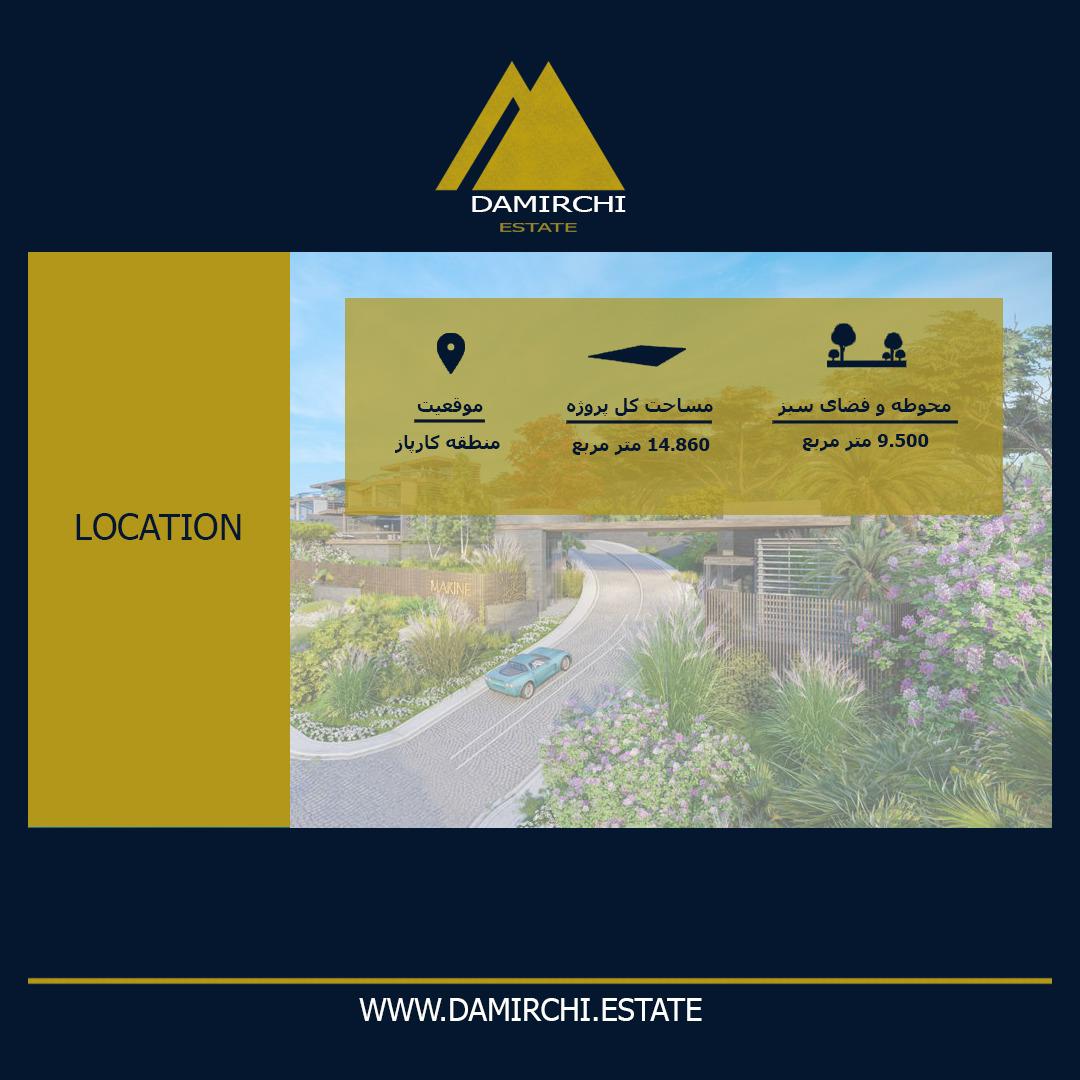 DAMIRCHI
ESTATE
محوطه و فضای سبز
9.500 متر مربع
مساحت کل پروژه
14.860 متر مربع
موقعیت
منطقه کارپاز
LOCATION
MARINE
WWW.DAMIRCHI.ESTATE